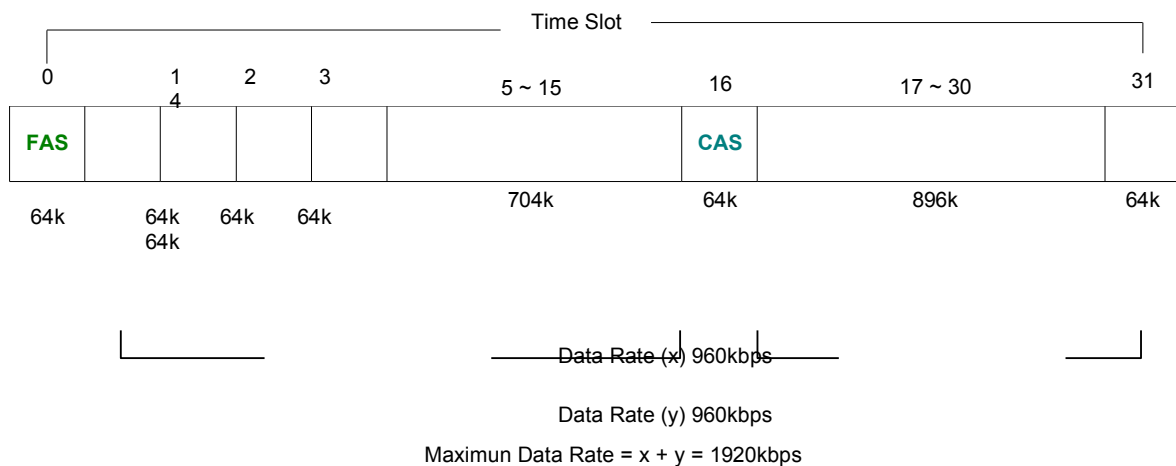 Time Slot
0 1 2 3 5 ~ 15 16 17 ~ 30 31
4
FAS CAS
64k 64k 64k 64k 704k 64k 896k 64k
64k
Data Rate (x) 960kbps
Data Rate (y) 960kbps
Maximun Data Rate = x + y = 1920kbps